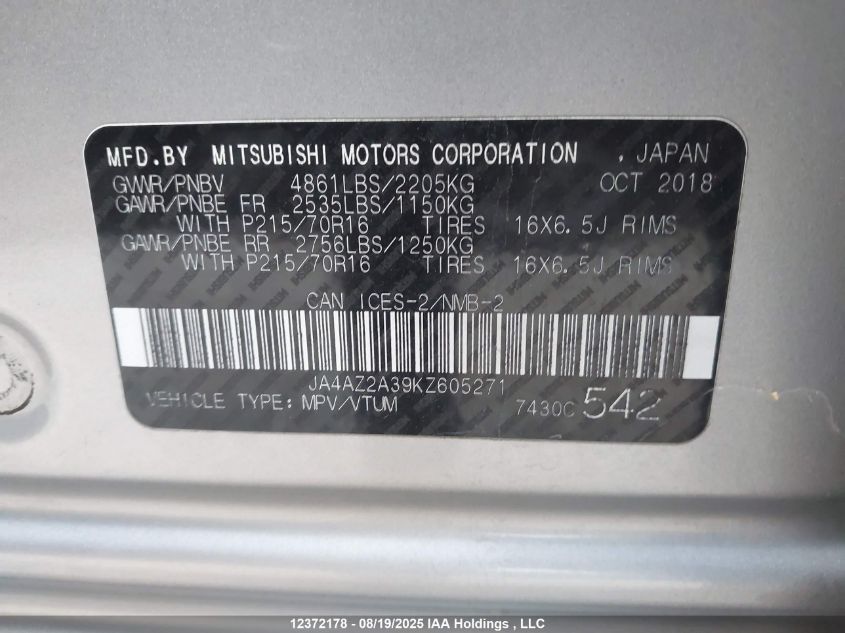 MFD.BY MITSUBISHI MOTORS CORPORATION . JAPAN
GVWR/PNBV 4861LBS/2205KG OCT 2018
GAWR/PNBE FR 2535LBS/1150KG
WITH P215/70R16 TIRES 16X6.5J RIMS
GAWR/PNBE RR 2756LBS/1250KG
WITH P215/70R16 TIRES 16X6.5J RIMS
CAN ICES-2/NMB-2
JA4AZ2A39KZ605271
VEHICLE TYPE: MPV/VTUM 7430C 542
12372178 - 08/19/2025 IAA Holdings , LLC